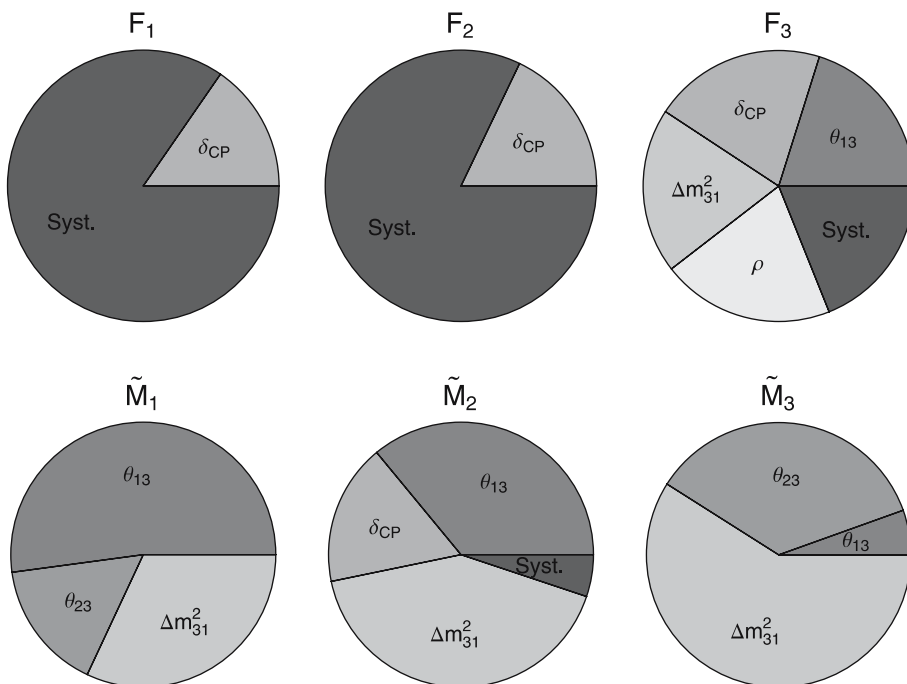 F₁
F₂
F₃
δCP
Syst.
δCP
Syst.
δCP
θ₁₃
Δm²₃₁
Syst.
ρ
M̃₁
M̃₂
M̃₃
θ₁₃
θ₂₃
Δm²₃₁
θ₁₃
δCP
Syst.
Δm²₃₁
θ₂₃
θ₁₃
Δm²₃₁